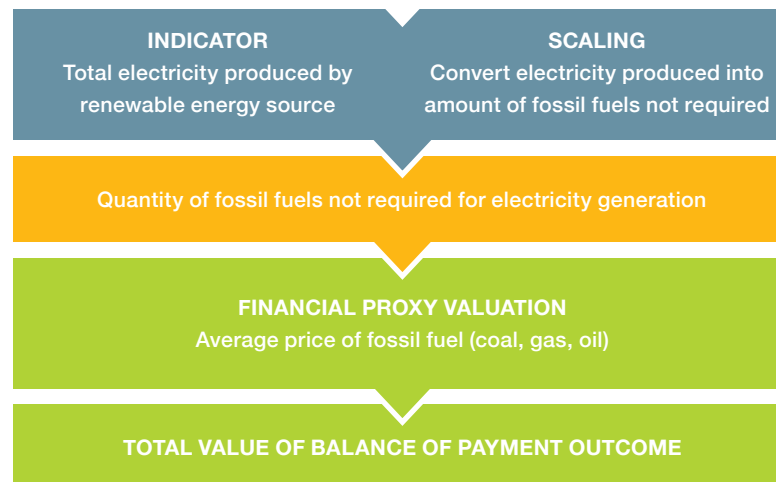 INDICATOR
Total electricity produced by
renewable energy source
SCALING
Convert electricity produced into
amount of fossil fuels not required
Quantity of fossil fuels not required for electricity generation
FINANCIAL PROXY VALUATION
Average price of fossil fuel (coal, gas, oil)
TOTAL VALUE OF BALANCE OF PAYMENT OUTCOME